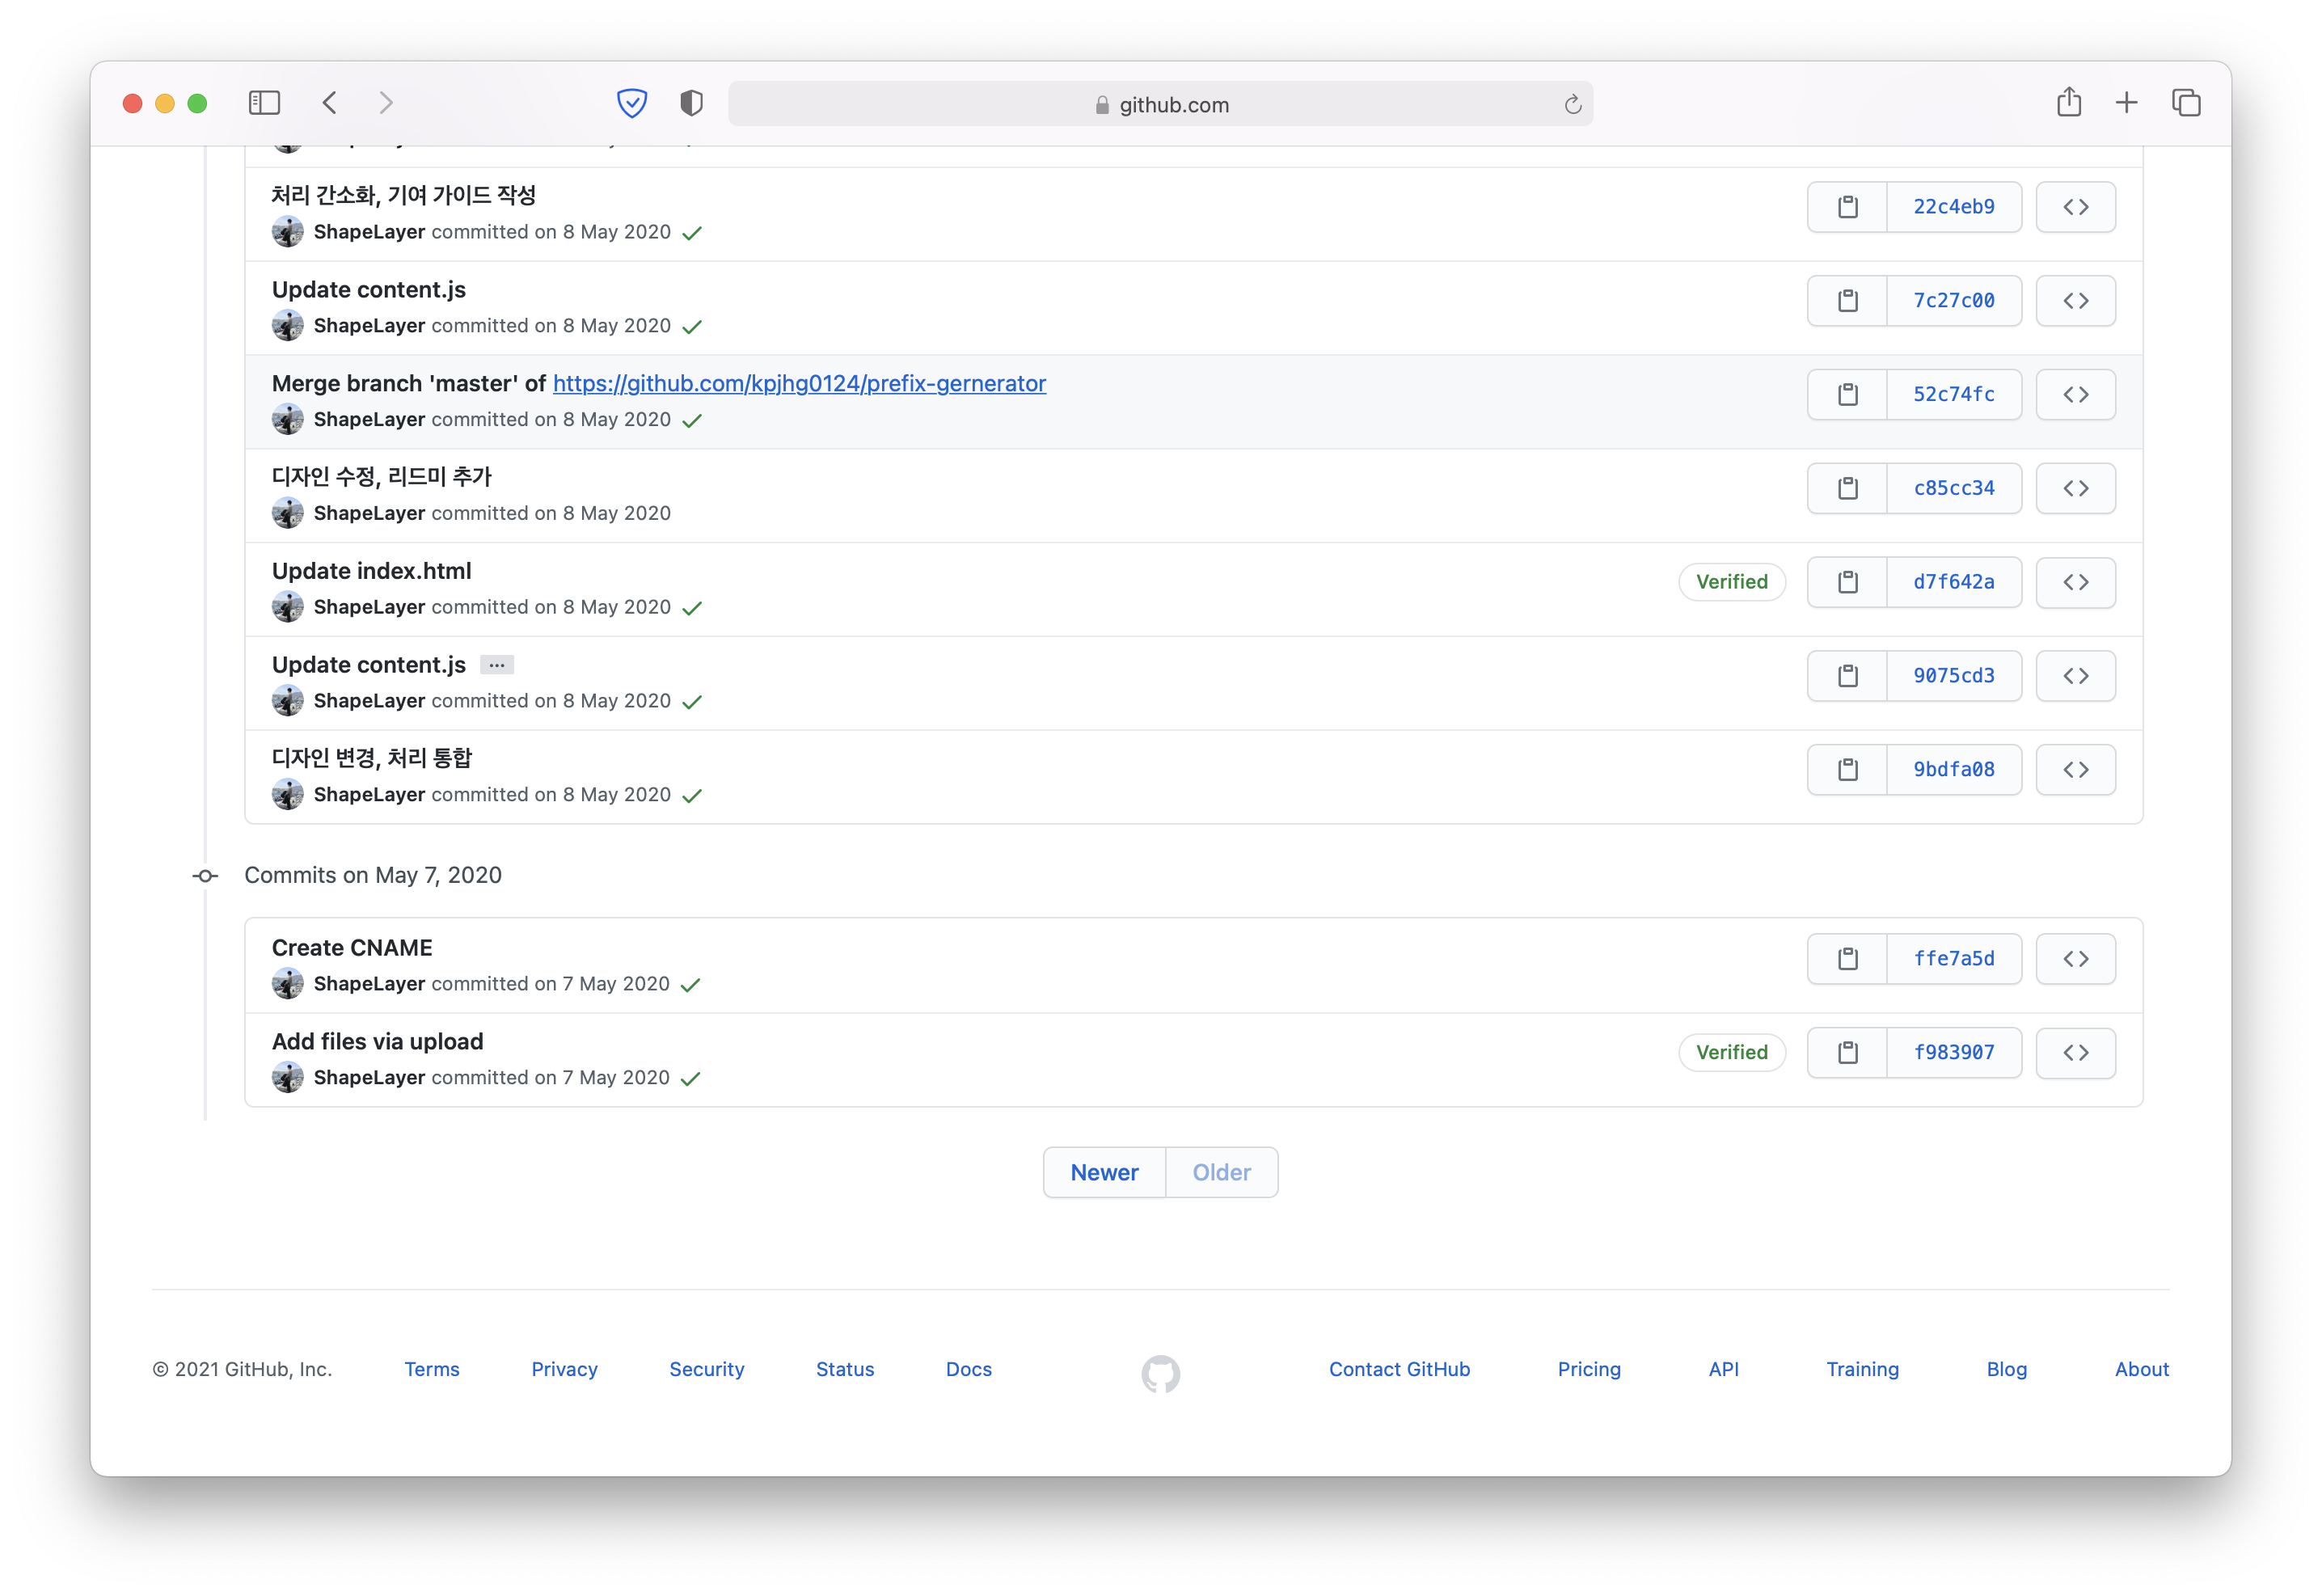 github.com
처리 간소화, 기여 가이드 작성
22c4eb9
ShapeLayer committed on 8 May 2020
Update content.js
7c27c00
ShapeLayer committed on 8 May 2020
Merge branch 'master' of https://github.com/kpjhg0124/prefix-gernerator
52c74fc
ShapeLayer committed on 8 May 2020
디자인 수정, 리드미 추가
c85cc34
ShapeLayer committed on 8 May 2020
Update index.html
Verified
d7f642a
ShapeLayer committed on 8 May 2020
Update content.js ...
9075cd3
ShapeLayer committed on 8 May 2020
디자인 변경, 처리 통합
9bdfa08
ShapeLayer committed on 8 May 2020
Commits on May 7, 2020
Create CNAME
ffe7a5d
ShapeLayer committed on 7 May 2020
Add files via upload
Verified
f983907
ShapeLayer committed on 7 May 2020
Newer
Older
© 2021 GitHub, Inc.
Terms
Privacy
Security
Status
Docs
Contact GitHub
Pricing
API
Training
Blog
About